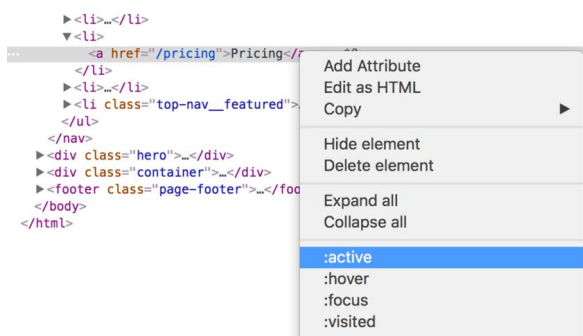 ▶<li>…</li>
▼<li>
<a href="/pricing">Pricing</a
</li>
▶<li>…</li>
▶<li class="top-nav__featured">
</ul>
</nav>
▶<div class="hero">…</div>
▶<div class="container">…</div>
▶<footer class="page-footer">…</foo
</body>
</html>
Add Attribute
Edit as HTML
Copy ▶
Hide element
Delete element
Expand all
Collapse all
:active
:hover
:focus
:visited